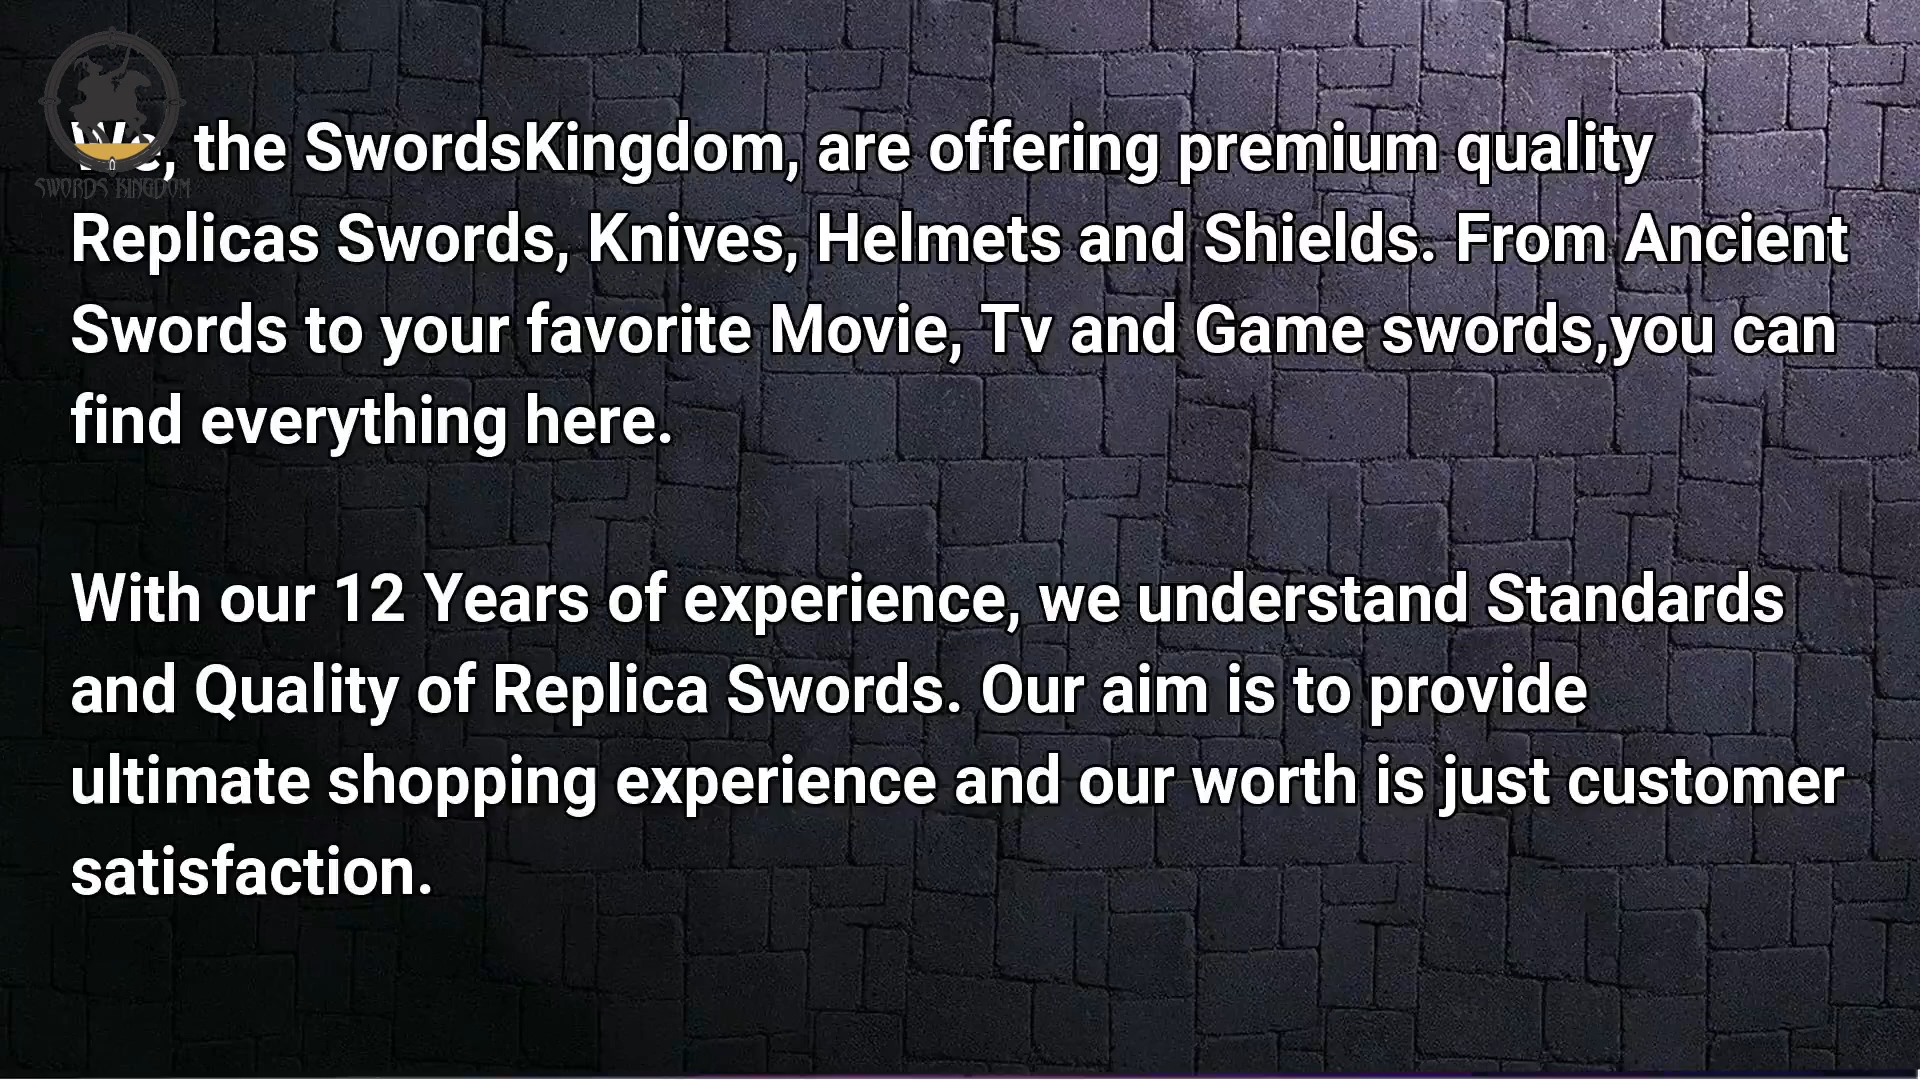 SWORDS KINGDOM
We, the SwordsKingdom, are offering premium quality
Replicas Swords, Knives, Helmets and Shields. From Ancient
Swords to your favorite Movie, Tv and Game swords,you can
find everything here.
With our 12 Years of experience, we understand Standards
and Quality of Replica Swords. Our aim is to provide
ultimate shopping experience and our worth is just customer
satisfaction.